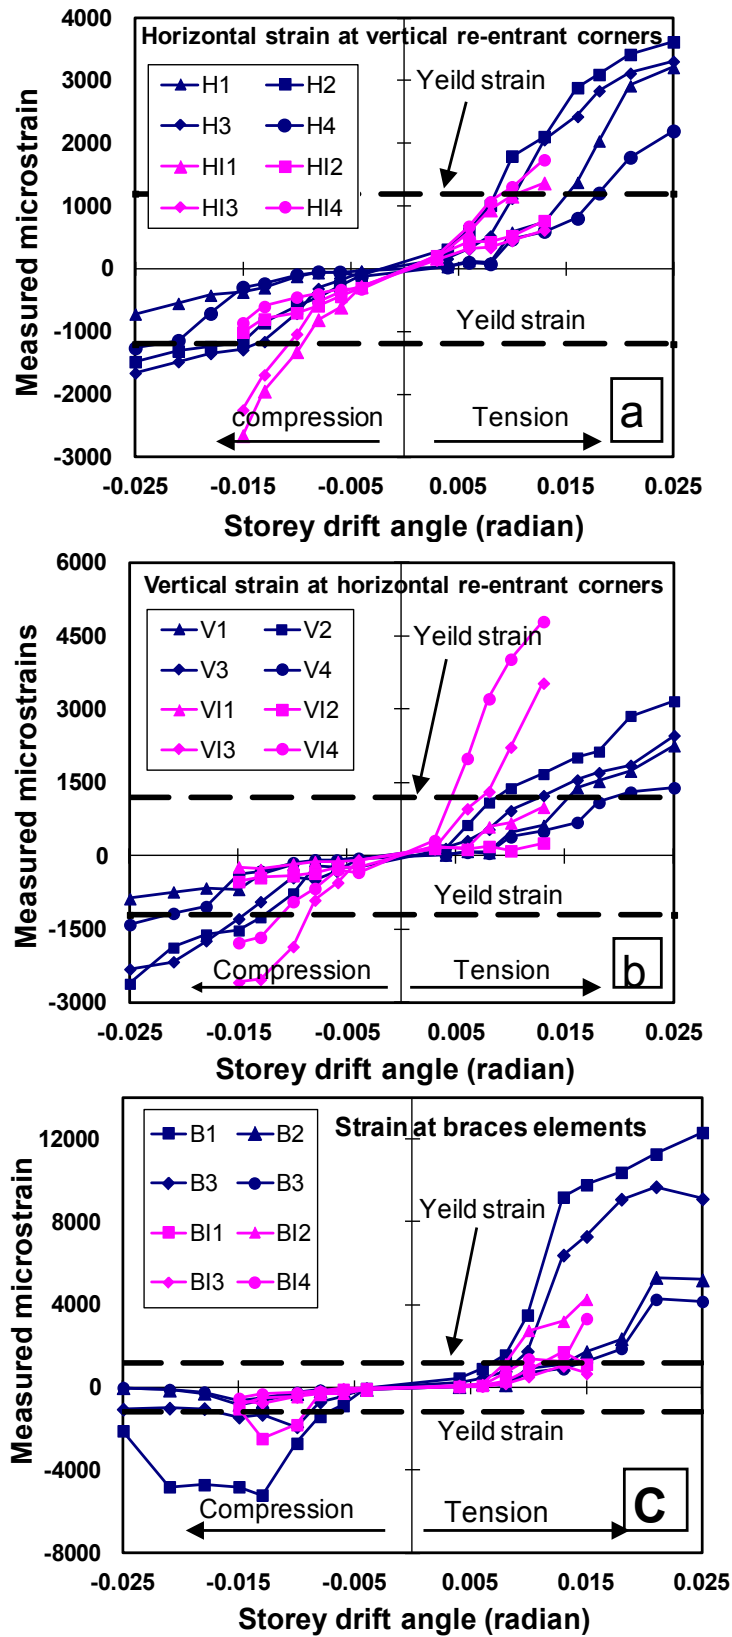 Horizontal strain at vertical re-entrant corners
H1 H2
H3 H4
HI1 HI2
HI3 HI4
Yeild strain
Yeild strain
compression
Tension
a
4000
3000
2000
1000
0
-1000
-2000
-3000
Measured microstrain
-0.025 -0.015 -0.005 0.005 0.015 0.025
Storey drift angle (radian)
Vertical strain at horizontal re-entrant corners
V1 V2
V3 V4
VI1 VI2
VI3 VI4
Yeild strain
Yeild strain
Compression
Tension
b
6000
4500
3000
1500
0
-1500
-3000
Measured microstrains
-0.025 -0.015 -0.005 0.005 0.015 0.025
Storey drift angle (radian)
Strain at braces elements
B1 B2
B3 B3
BI1 BI2
BI3 BI4
Yeild strain
Yeild strain
Compression
Tension
C
12000
8000
4000
0
-4000
-8000
Measured microstrain
-0.025 -0.015 -0.005 0.005 0.015 0.025
Storey drift angle (radian)